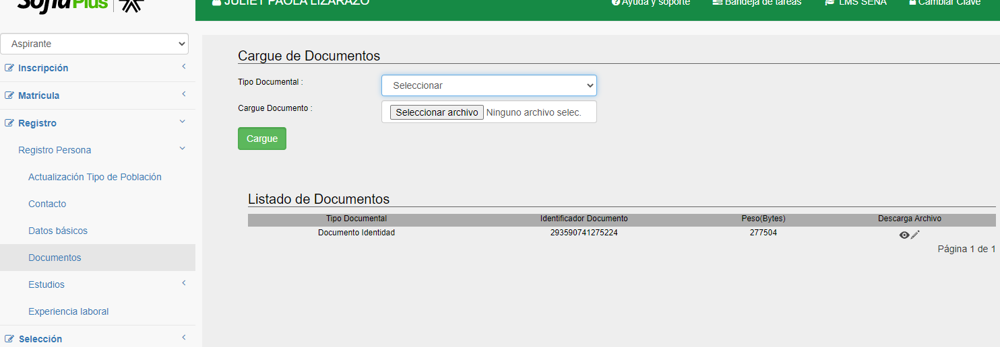 Sofia Plus
JULIET PAOLA LIZARAZO
Ayuda y soporte
Bandeja de tareas
LMS SENA
Cambiar Clave
Aspirante
Inscripción
Matrícula
Registro
Registro Persona
Actualización Tipo de Población
Contacto
Datos básicos
Documentos
Estudios
Experiencia laboral
Selección
Cargue de Documentos
Tipo Documental :
Seleccionar
Cargue Documento :
Seleccionar archivo Ninguno archivo selec.
Cargue
Listado de Documentos
Tipo Documental Identificador Documento Peso(Bytes) Descarga Archivo
Documento Identidad 293590741275224 277504
Página 1 de 1